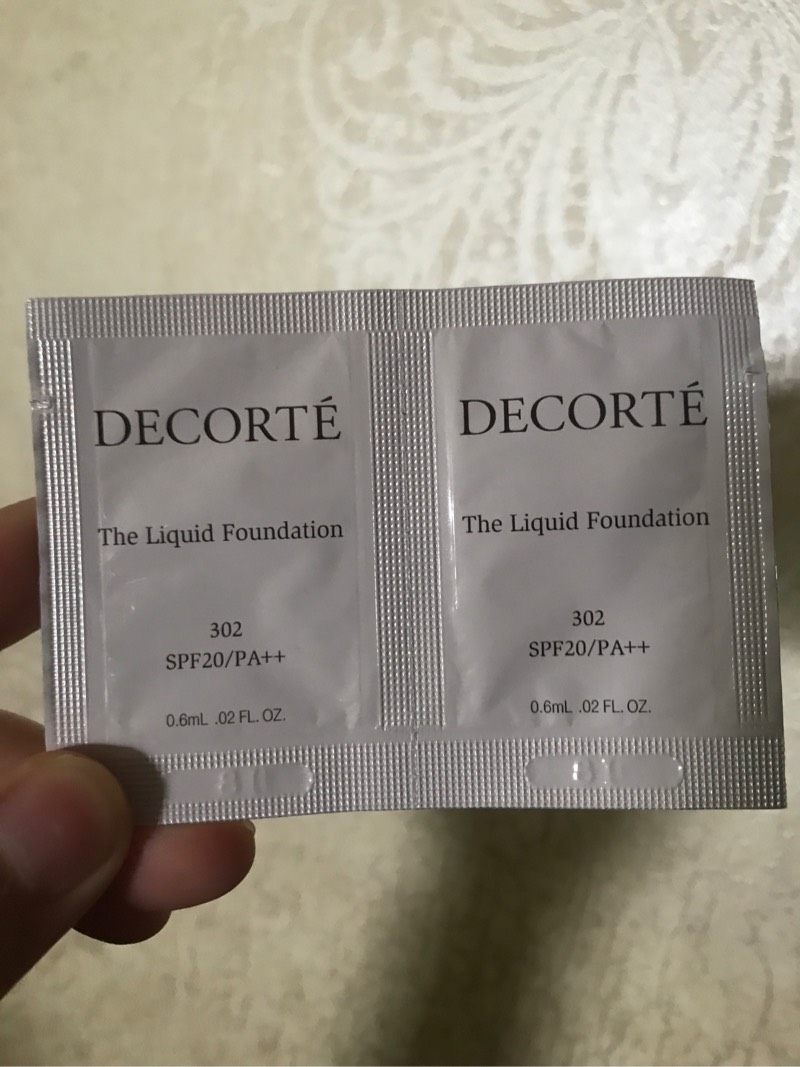 DECORTÉ
The Liquid Foundation
302
SPF20/PA++
0.6mL .02 FL. OZ.
DECORTÉ
The Liquid Foundation
302
SPF20/PA++
0.6mL .02 FL. OZ.